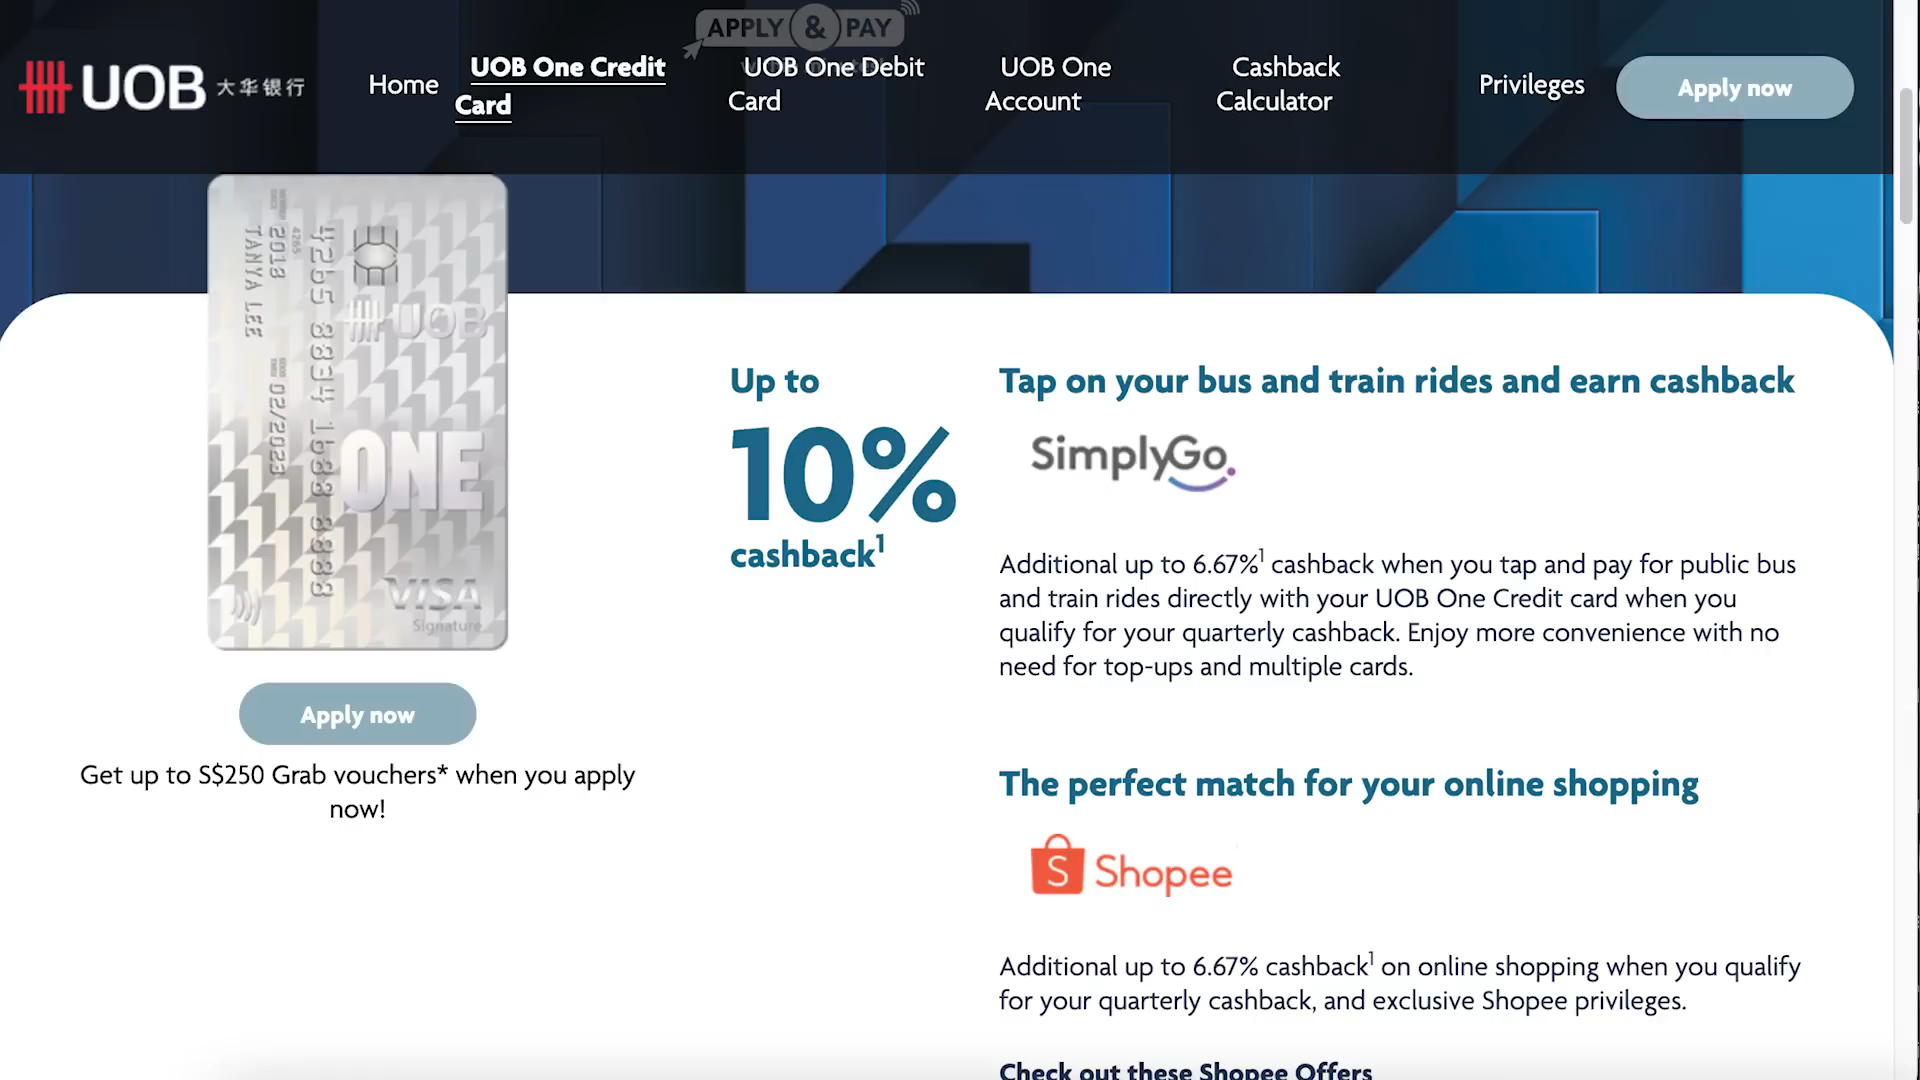 APPLY & PAY
UOB 大华银行
Home
UOB One Credit
Card
UOB One Debit
Card
UOB One
Account
Cashback
Calculator
Privileges
Apply now
TANYA LEE
2018
4265
4265 8884 1688 8888
02/2023
UOB
ONE
VISA
Signature
Apply now
Get up to S$250 Grab vouchers* when you apply
now!
Up to
10%
cashback¹
Tap on your bus and train rides and earn cashback
SimplyGo
Additional up to 6.67%¹ cashback when you tap and pay for public bus
and train rides directly with your UOB One Credit card when you
qualify for your quarterly cashback. Enjoy more convenience with no
need for top-ups and multiple cards.
The perfect match for your online shopping
S Shopee
Additional up to 6.67% cashback¹ on online shopping when you qualify
for your quarterly cashback, and exclusive Shopee privileges.
Check out these Shopee Offers